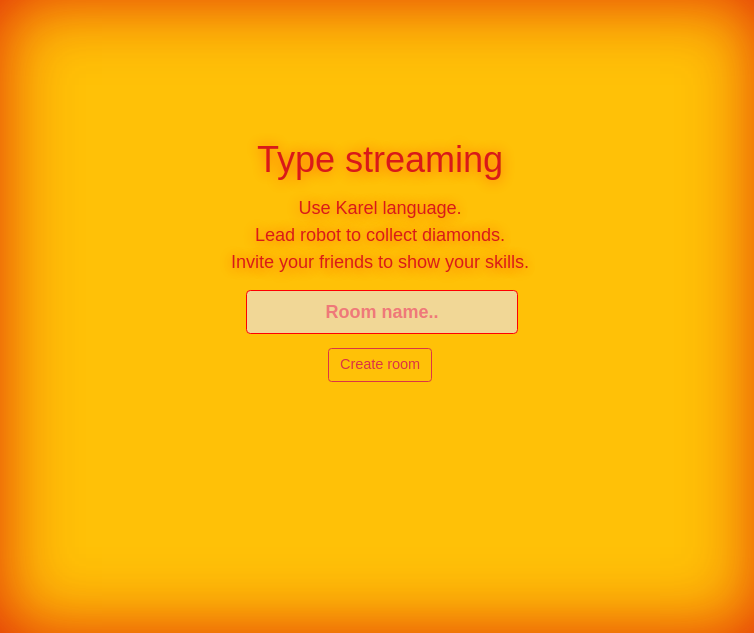 Type streaming
Use Karel language.
Lead robot to collect diamonds.
Invite your friends to show your skills.
Room name..
Create room